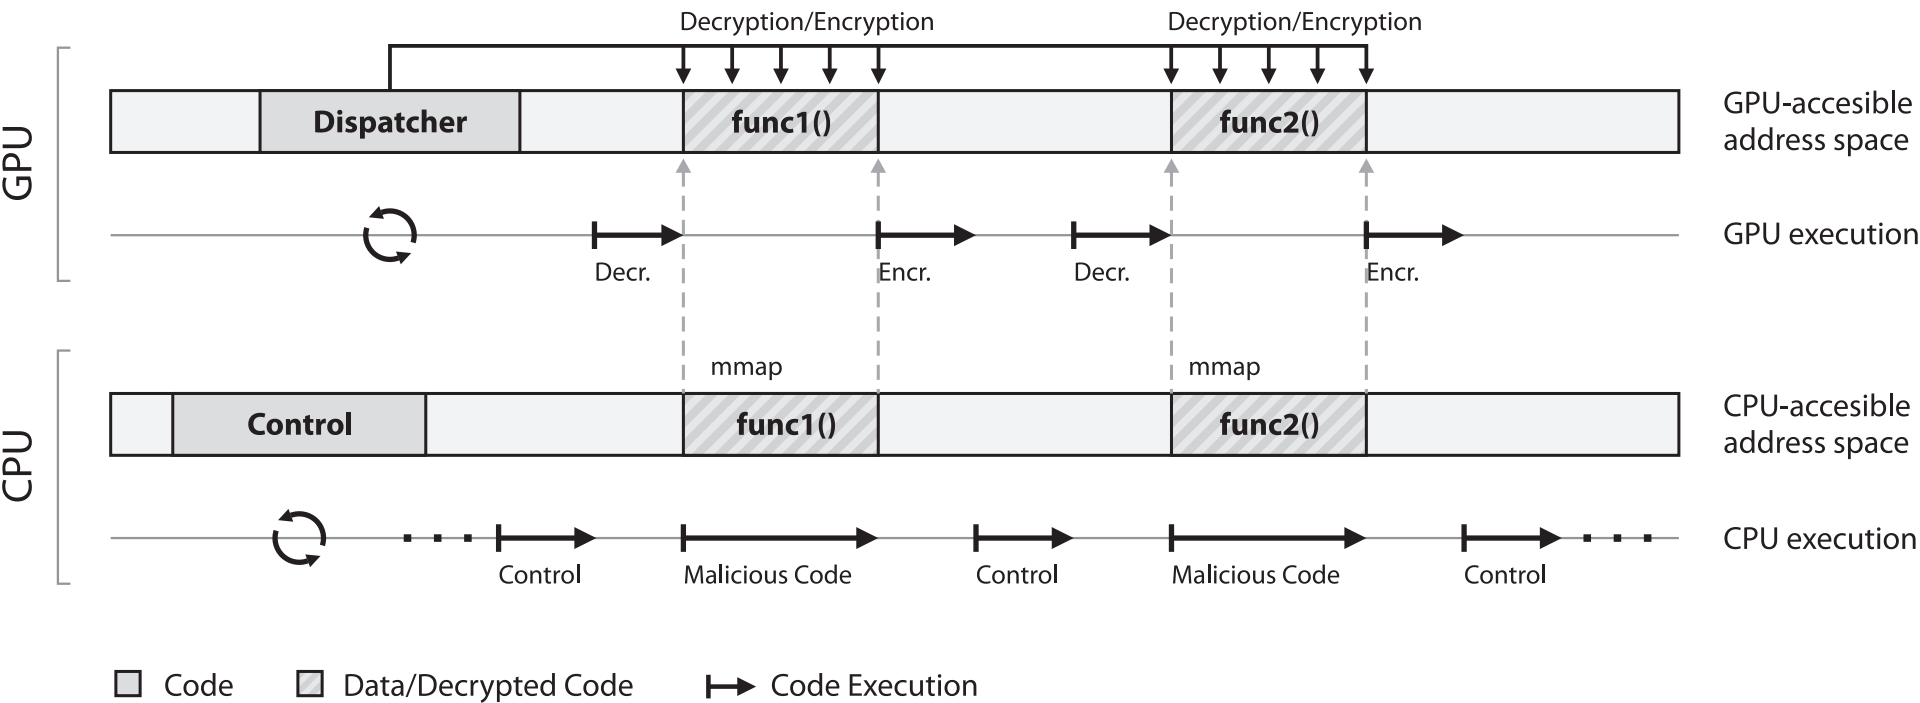 Decryption/Encryption
Decryption/Encryption
GPU
Dispatcher
func1()
func2()
GPU-accesible
address space
GPU execution
Decr.
Encr.
Decr.
Encr.
CPU
mmap
mmap
Control
func1()
func2()
CPU-accesible
address space
CPU execution
Control
Malicious Code
Control
Malicious Code
Control
Code
Data/Decrypted Code
Code Execution